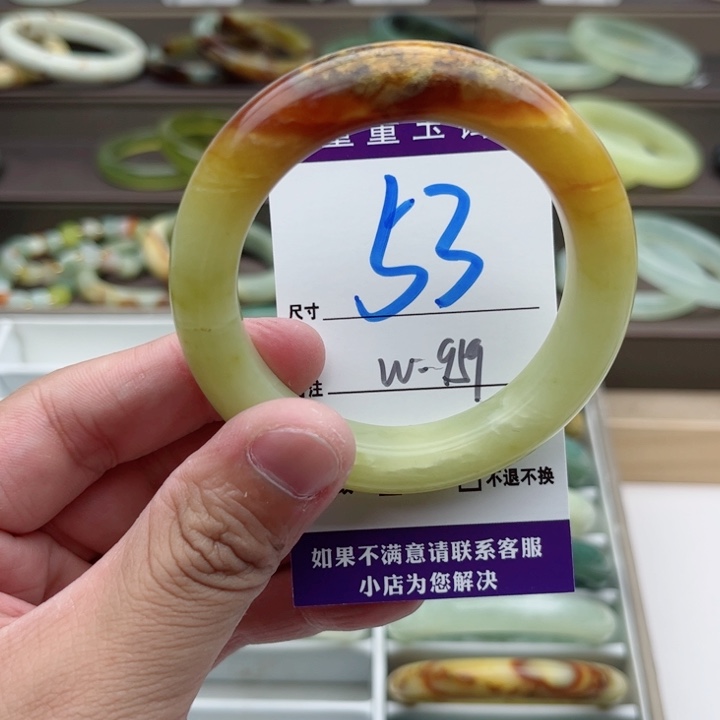 53
尺寸
W-959
注
不退不换
如果不满意请联系客服
小店为您解决